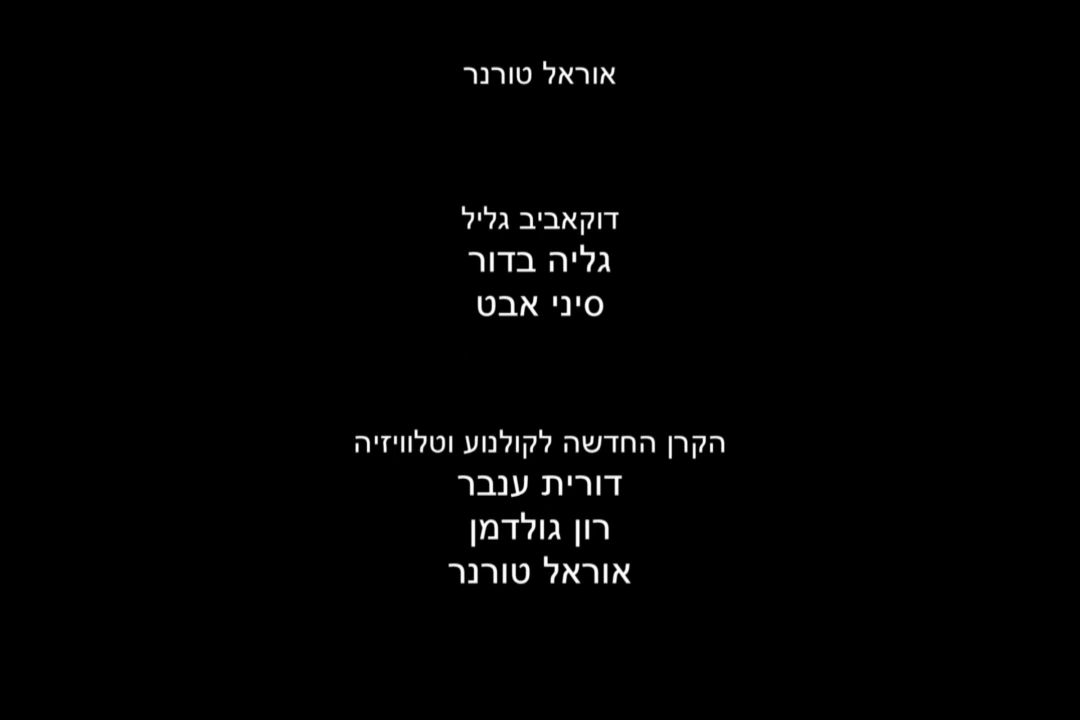 אוראל טורנר
דוקאביב גליל
גליה בדור
סיני אבט
הקרן החדשה לקולנוע וטלוויזיה
דורית ענבר
רון גולדמן
אוראל טורנר